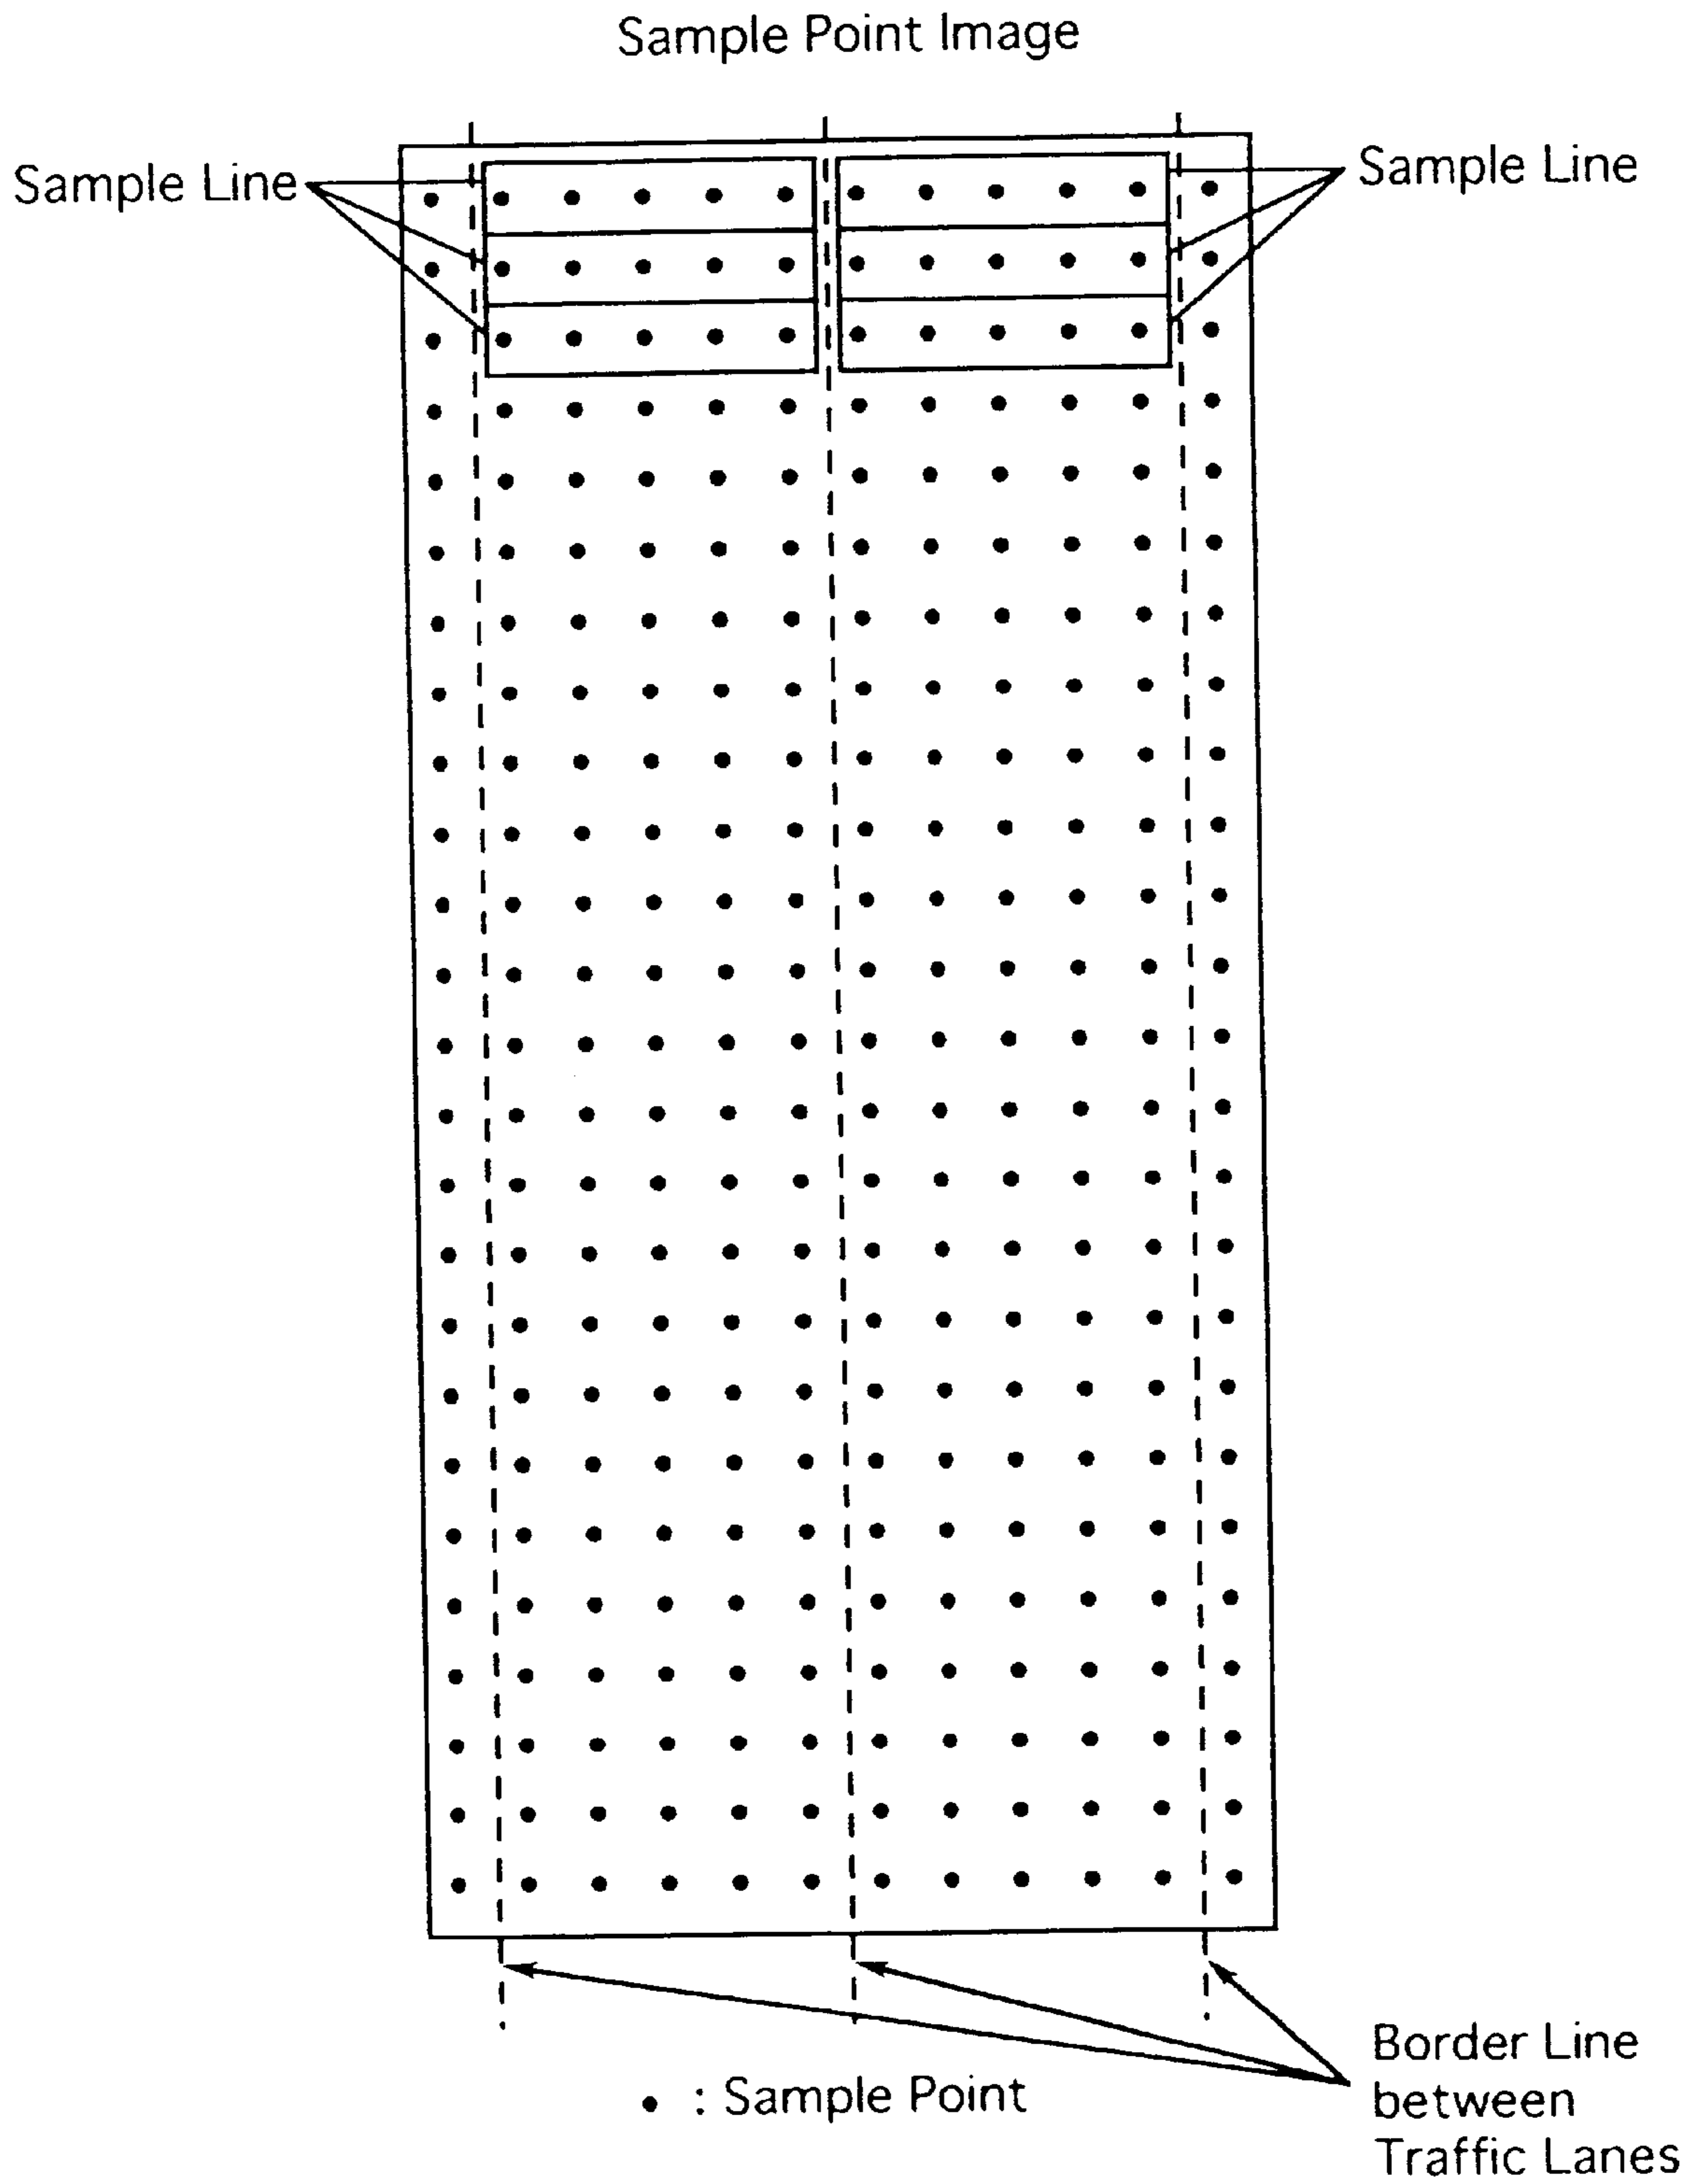 Sample Point Image
Sample Line
Sample Line
• : Sample Point
Border Line
between
Traffic Lanes